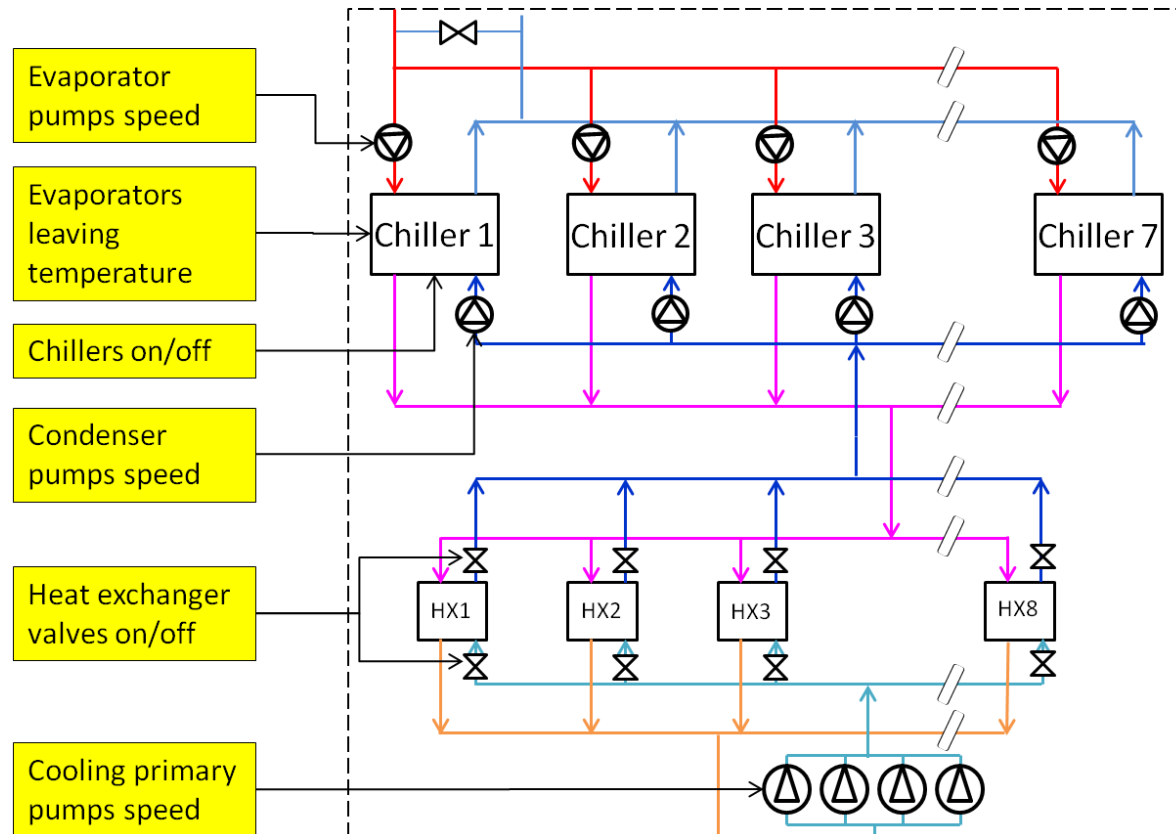 Evaporator
pumps speed
Evaporators
leaving
temperature
Chillers on/off
Condenser
pumps speed
Heat exchanger
valves on/off
Cooling primary
pumps speed
Chiller 1
Chiller 2
Chiller 3
Chiller 7
HX1
HX2
HX3
HX8